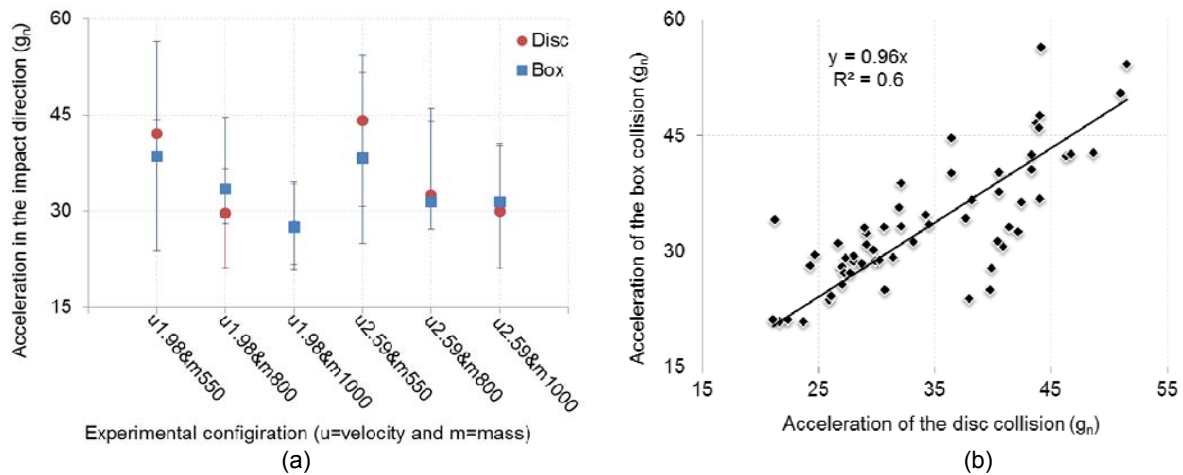 Acceleration in the impact direction (gₙ)
60
45
30
15
Disc
Box
u1.98&m550
u1.98&m800
u1.98&m1000
u2.59&m550
u2.59&m800
u2.59&m1000
Experimental configiration (u=velocity and m=mass)
(a)
Acceleration of the box collision (gₙ)
60
45
30
15
y = 0.96x
R² = 0.6
15
25
35
45
55
Acceleration of the disc collision (gₙ)
(b)